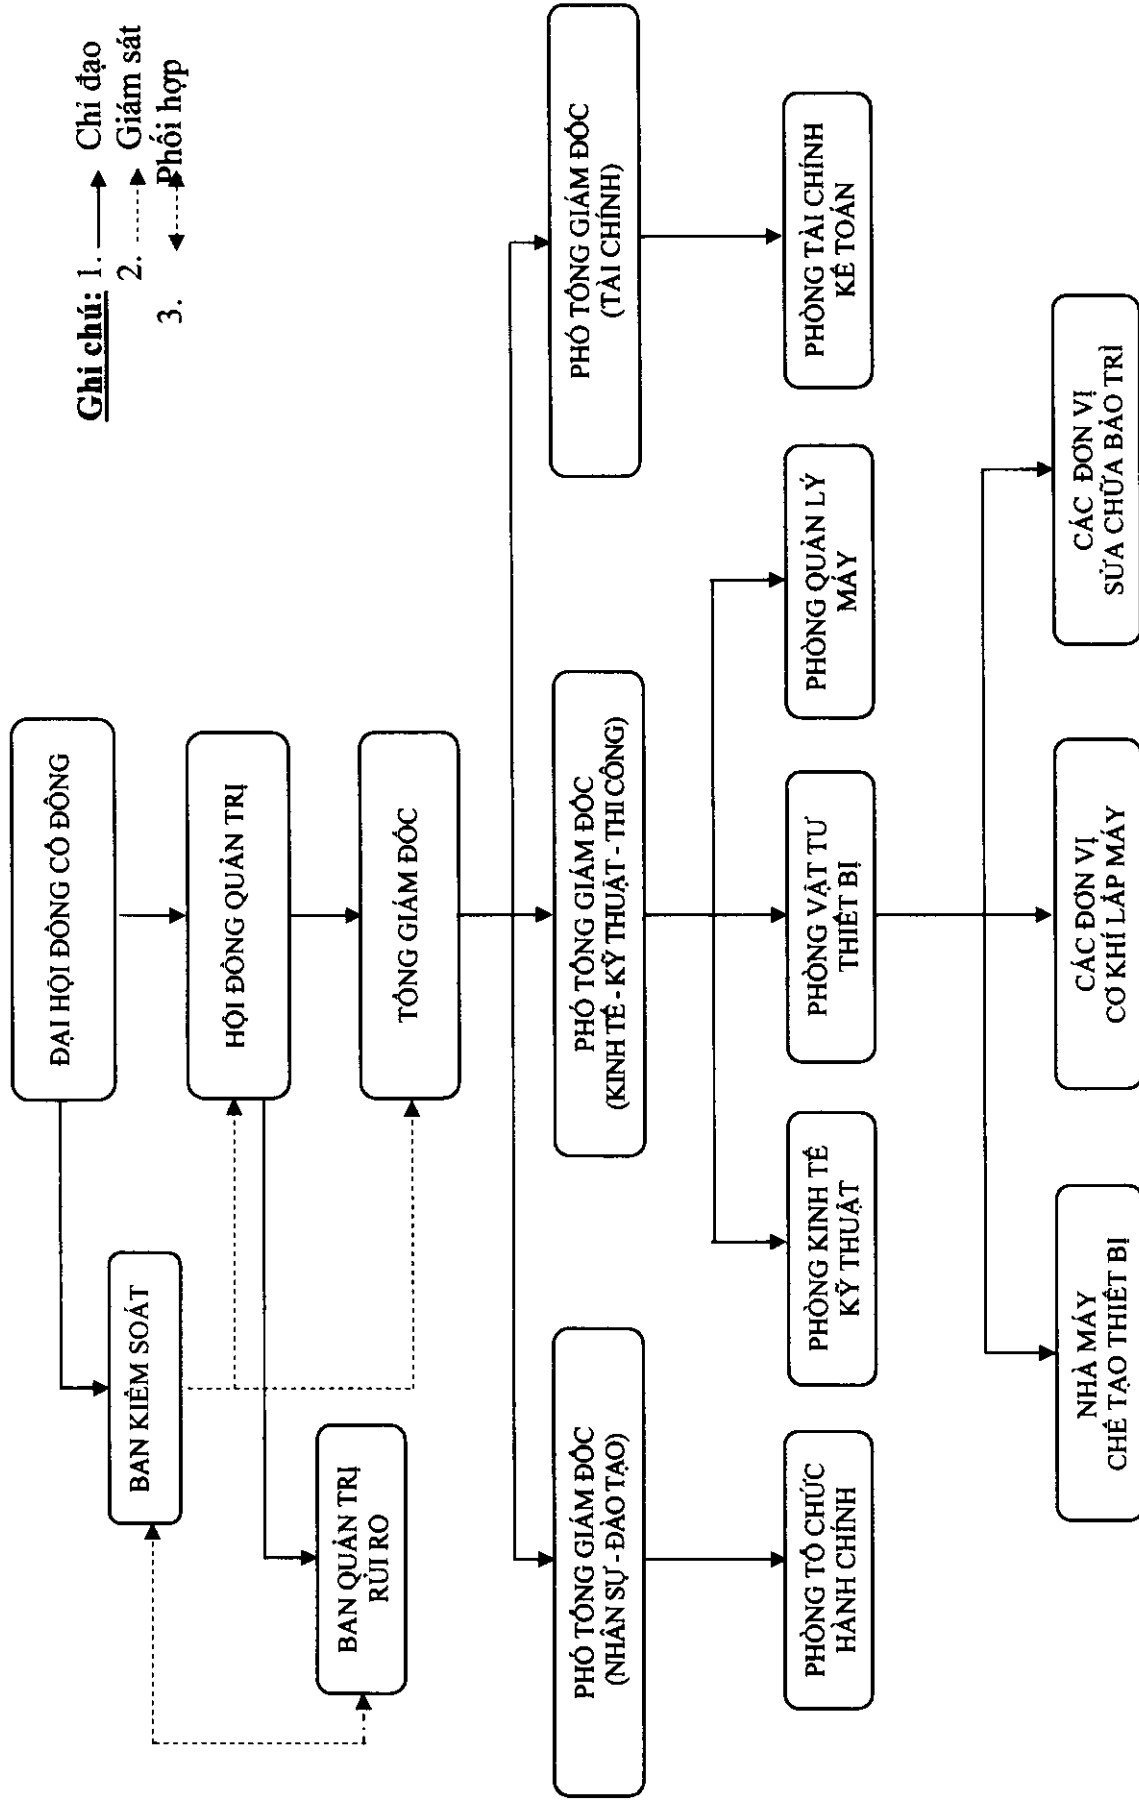 Ghi chú: 1. Chỉ đạo
2. Giám sát
3. Phối hợp
ĐẠI HỘI ĐỒNG CỔ ĐÔNG
BAN KIỂM SOÁT
HỘI ĐỒNG QUẢN TRỊ
BAN QUẢN TRỊ
RỦI RO
TỔNG GIÁM ĐỐC
PHÓ TỔNG GIÁM ĐỐC
(NHÂN SỰ - ĐÀO TẠO)
PHÓ TỔNG GIÁM ĐỐC
(KINH TẾ - KỸ THUẬT - THI CÔNG)
PHÓ TỔNG GIÁM ĐỐC
(TÀI CHÍNH)
PHÒNG TỔ CHỨC
HÀNH CHÍNH
PHÒNG KINH TẾ
KỸ THUẬT
PHÒNG VẬT TƯ
THIẾT BỊ
PHÒNG QUẢN LÝ
MÁY
PHÒNG TÀI CHÍNH
KẾ TOÁN
NHÀ MÁY
CHẾ TẠO THIẾT BỊ
CÁC ĐƠN VỊ
CƠ KHÍ LẮP MÁY
CÁC ĐƠN VỊ
SỬA CHỮA BẢO TRÌ